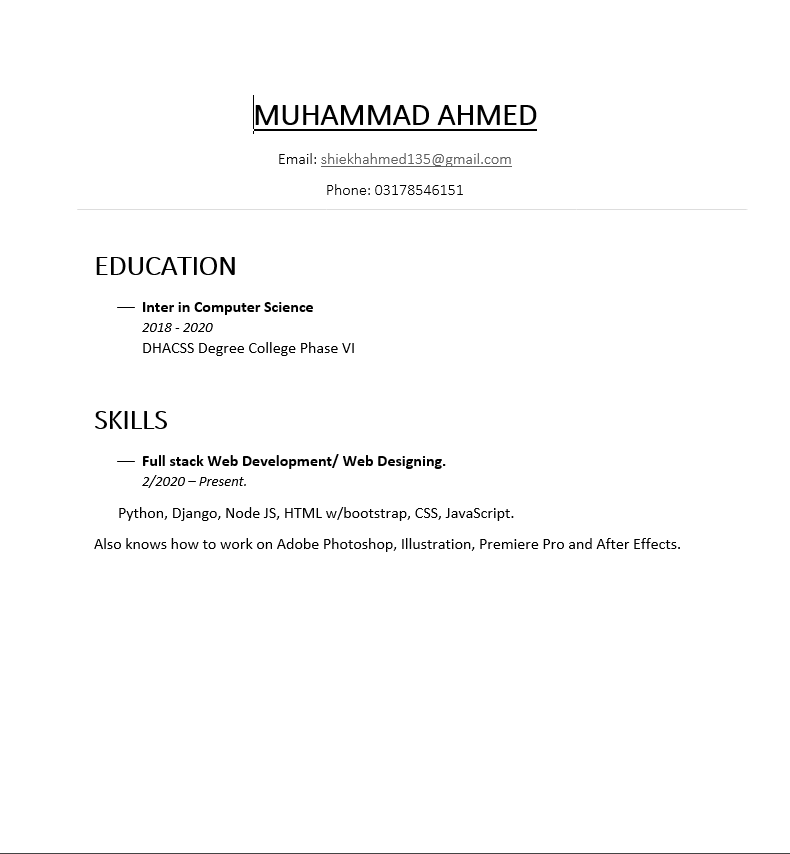 MUHAMMAD AHMED
Email: shiekhahmed135@gmail.com
Phone: 03178546151
EDUCATION
— Inter in Computer Science
2018 - 2020
DHACSS Degree College Phase VI
SKILLS
— Full stack Web Development/ Web Designing.
2/2020 – Present.
Python, Django, Node JS, HTML w/bootstrap, CSS, JavaScript.
Also knows how to work on Adobe Photoshop, Illustration, Premiere Pro and After Effects.